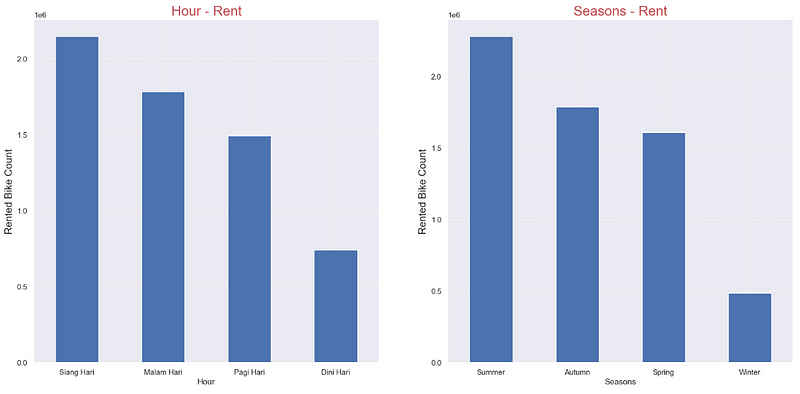 Hour - Rent
1e6
2.0
1.5
1.0
0.5
0.0
Rented Bike Count
Siang Hari Malam Hari Pagi Hari Dini Hari
Hour
Seasons - Rent
1e6
2.0
1.5
1.0
0.5
0.0
Rented Bike Count
Summer Autumn Spring Winter
Seasons